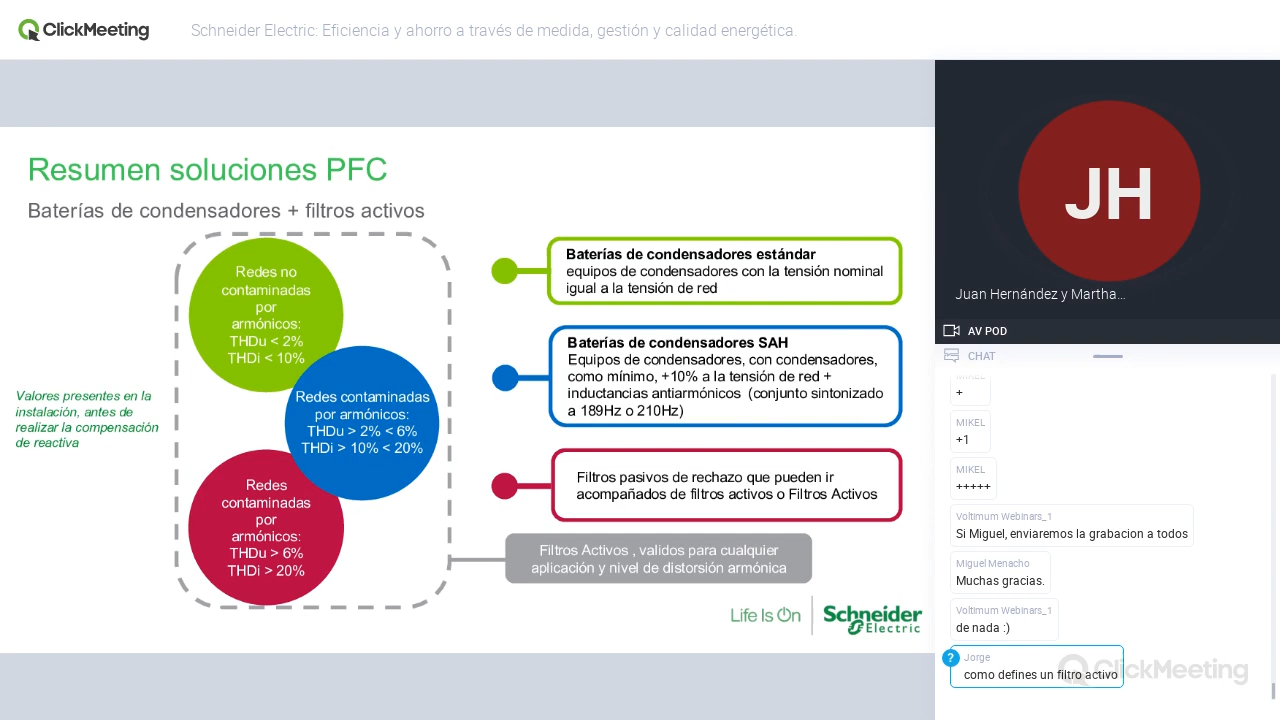 ClickMeeting
Schneider Electric: Eficiencia y ahorro a través de medida, gestión y calidad energética.
Resumen soluciones PFC
Baterías de condensadores + filtros activos
Redes no
contaminadas
por
armónicos:
THDu < 2%
THDi < 10%
Redes contaminadas
por armónicos:
THDu > 2% < 6%
THDi > 10% < 20%
Redes
contaminadas
por
armónicos:
THDu > 6%
THDi > 20%
Valores presentes en la
instalación, antes de
realizar la compensación
de reactiva
Baterías de condensadores estándar
equipos de condensadores con la tensión nominal
igual a la tensión de red
Baterías de condensadores SAH
Equipos de condensadores, con condensadores,
como mínimo, +10% a la tensión de red +
inductancias antiarmónicos (conjunto sintonizado
a 189Hz o 210Hz)
Filtros pasivos de rechazo que pueden ir
acompañados de filtros activos o Filtros Activos
Filtros Activos , validos para cualquier
aplicación y nivel de distorsión armónica
Life Is On
Schneider
Electric
JH
Juan Hernández y Martha...
AV POD
CHAT
MIKEL
+
MIKEL
+1
MIKEL
+++++
Voltimum Webinars_1
Si Miguel, enviaremos la grabacion a todos
MIguel Menacho
Muchas gracias.
Voltimum Webinars_1
de nada :)
?
Jorge
como defines un filtro activo
ClickMeeting